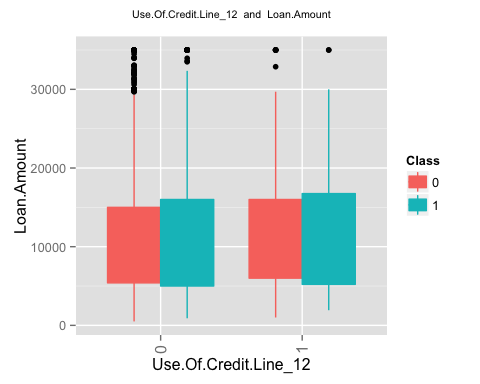 Use.Of.Credit.Line_12 and Loan.Amount
Loan.Amount
30000
20000
10000
0
0
1
Use.Of.Credit.Line_12
Class
0
1